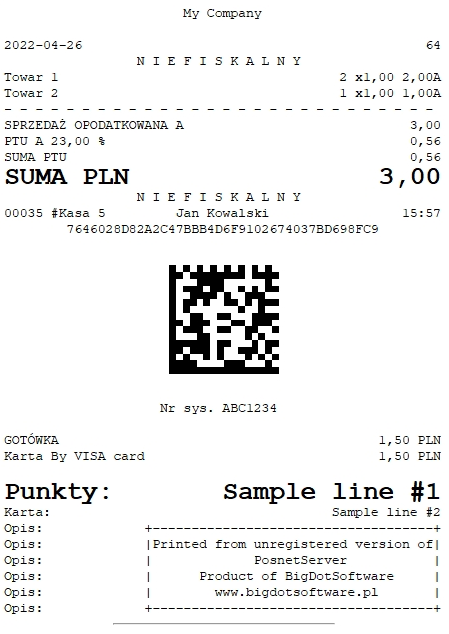 My Company
2022-04-26 64
N I E F I S K A L N Y
Towar 1 2 x1,00 2,00A
Towar 2 1 x1,00 1,00A
- - - - - - - - - - - - - - - - - - - - - - - - - - - -
SPRZEDAŻ OPODATKOWANA A 3,00
PTU A 23,00 % 0,56
SUMA PTU 0,56
SUMA PLN 3,00
N I E F I S K A L N Y
00035 #Kasa 5 Jan Kowalski 15:57
7646028D82A2C47BBB4D6F9102674037BD698FC9
Nr sys. ABC1234
GOTÓWKA 1,50 PLN
Karta By VISA card 1,50 PLN
Punkty: Sample line #1
Karta: Sample line #2
Opis: +------------------------------------+
Opis: |Printed from unregistered version of|
Opis: | PosnetServer |
Opis: | Product of BigDotSoftware |
Opis: | www.bigdotsoftware.pl |
Opis: +------------------------------------+